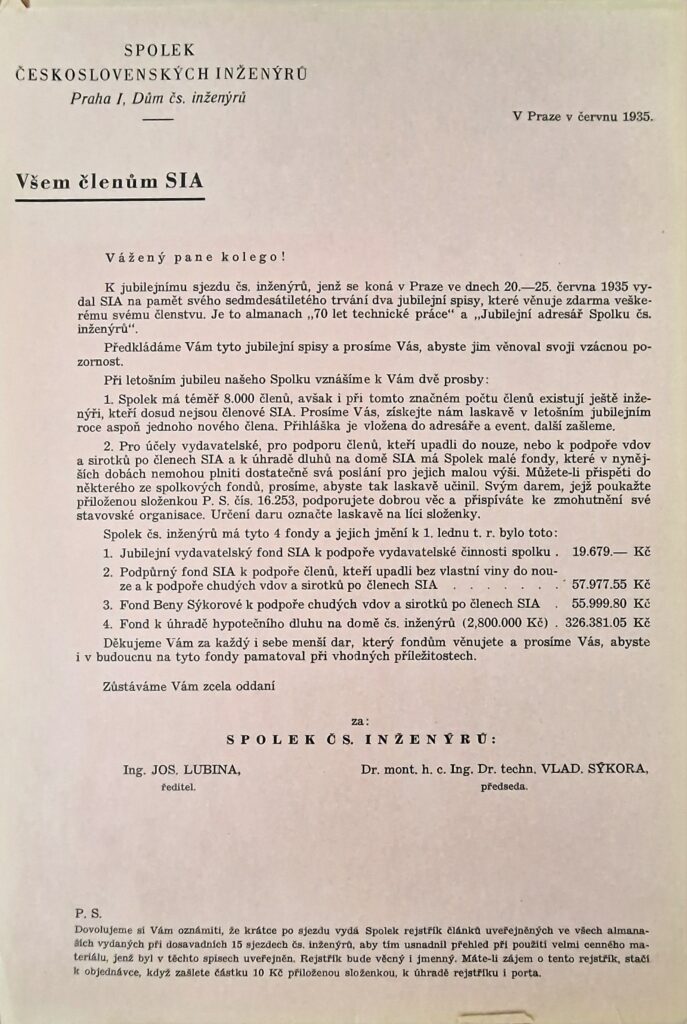 SPOLEK
ČESKOSLOVENSKÝCH INŽENÝRŮ
Praha I, Dům čs. inženýrů
V Praze v červnu 1935.
Všem členům SIA
Vážený pane kolego!
K jubilejnímu sjezdu čs. inženýrů, jenž se koná v Praze ve dnech 20.—25. června 1935 vy-
dal SIA na pamět svého sedmdesátiletého trvání dva jubilejní spisy, které věnuje zdarma veške-
rému svému členstvu. Je to almanach „70 let technické práce“ a „Jubilejní adresář Spolku čs.
inženýrů“.
Předkládáme Vám tyto jubilejní spisy a prosíme Vás, abyste jim věnoval svoji vzácnou po-
zornost.
Při letošním jubileu našeho Spolku vznášíme k Vám dvě prosby:
1. Spolek má téměř 8.000 členů, avšak i při tomto značném počtu členů existují ještě inže-
nýři, kteří dosud nejsou členové SIA. Prosíme Vás, získejte nám laskavě v letošním jubilejním
roce aspoň jednoho nového člena. Přihláška je vložena do adresáře a event. další zašleme.
2. Pro účely vydavatelské, pro podporu členů, kteří upadli do nouze, nebo k podpoře vdov
a sirotků po členech SIA a k úhradě dluhů na domě SIA má Spolek malé fondy, které v nyněj-
ších dobách nemohou plniti dostatečně svá poslání pro jejich malou výši. Můžete-li přispěti do
některého ze spolkových fondů, prosíme, abyste tak laskavě učinil. Svým darem, jejž poukažte
přiloženou složenkou P. S. čís. 16.253, podporujete dobrou věc a přispíváte ke zmohutnění své
stavovské organisace. Určení daru označte laskavě na líci složenky.
Spolek čs. inženýrů má tyto 4 fondy a jejich jmění k 1. lednu t. r. bylo toto:
1. Jubilejní vydavatelský fond SIA k podpoře vydavatelské činnosti spolku . 19.679.— Kč
2. Podpůrný fond SIA k podpoře členů, kteří upadli bez vlastní viny do nou-
ze a k podpoře chudých vdov a sirotků po členech SIA . . . . . . . 57.977.55 Kč
3. Fond Beny Sýkorové k podpoře chudých vdov a sirotků po členech SIA . 55.999.80 Kč
4. Fond k úhradě hypotečního dluhu na domě čs. inženýrů (2,800.000 Kč) . 326.381.05 Kč
Děkujeme Vám za každý i sebe menší dar, který fondům věnujete a prosíme Vás, abyste
i v budoucnu na tyto fondy pamatoval při vhodných příležitostech.
Zůstáváme Vám zcela oddaní
za:
SPOLEK ČS. INŽENÝRŮ:
Ing. JOS. LUBINA,
ředitel.
Dr. mont. h. c. Ing. Dr. techn. VLAD. SÝKORA,
předseda.
P. S.
Dovolujeme si Vám oznámiti, že krátce po sjezdu vydá Spolek rejstřík článků uveřejněných ve všech almana-
ších vydaných při dosavadních 15 sjezdech čs. inženýrů, aby tím usnadnil přehled při použití velmi cenného ma-
teriálu, jenž byl v těchto spisech uveřejněn. Rejstřík bude věcný i jmenný. Máte-li zájem o tento rejstřík, stačí
k objednávce, když zašlete částku 10 Kč přiloženou složenkou, k úhradě rejstříku i porta.